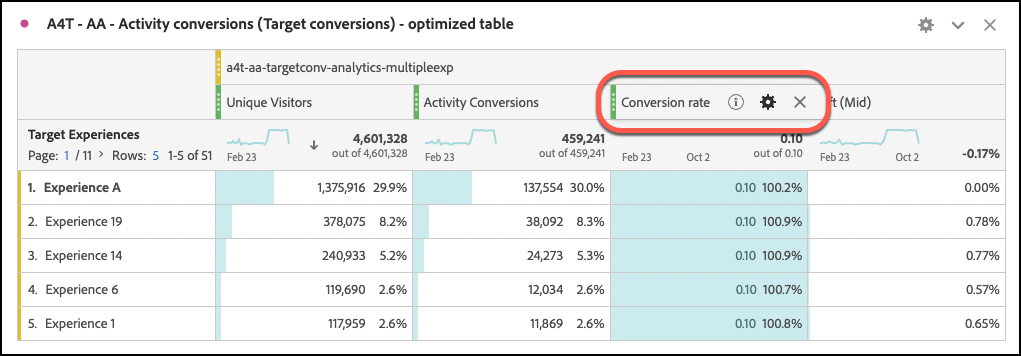 A4T - AA - Activity conversions (Target conversions) - optimized table
a4t-aa-targetconv-analytics-multipleexp
Unique Visitors Activity Conversions Conversion rate ft (Mid)
Target Experiences
Page: 1 / 11 > Rows: 5 1-5 of 51
Feb 23 ↓ 4,601,328 out of 4,601,328
Feb 23 459,241 out of 459,241
Feb 23 Oct 2 0.10 out of 0.10
Feb 23 Oct 2 -0.17%
1. Experience A 1,375,916 29.9% 137,554 30.0% 0.10 100.2% 0.00%
2. Experience 19 378,075 8.2% 38,092 8.3% 0.10 100.9% 0.78%
3. Experience 14 240,933 5.2% 24,273 5.3% 0.10 100.9% 0.77%
4. Experience 6 119,690 2.6% 12,034 2.6% 0.10 100.7% 0.57%
5. Experience 1 117,959 2.6% 11,869 2.6% 0.10 100.8% 0.65%